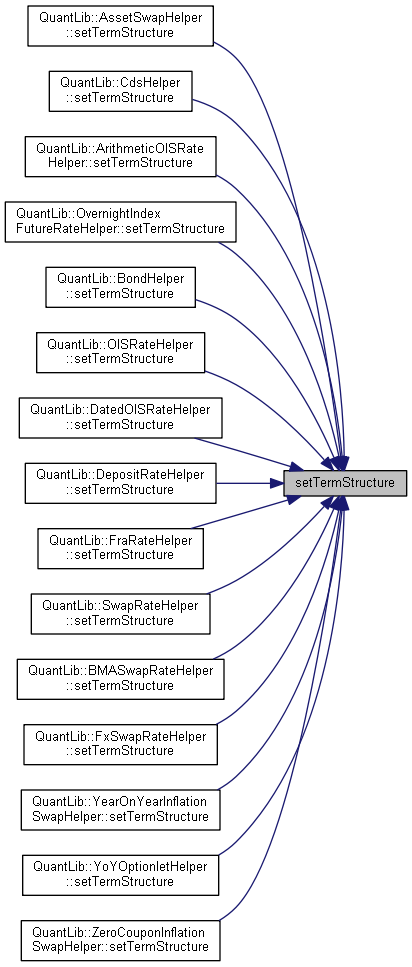 QuantLib::AssetSwapHelper
::setTermStructure
QuantLib::CdsHelper
::setTermStructure
QuantLib::ArithmeticOISRate
Helper::setTermStructure
QuantLib::OvernightIndex
FutureRateHelper::setTermStructure
QuantLib::BondHelper
::setTermStructure
QuantLib::OISRateHelper
::setTermStructure
QuantLib::DatedOISRateHelper
::setTermStructure
QuantLib::DepositRateHelper
::setTermStructure
setTermStructure
QuantLib::FraRateHelper
::setTermStructure
QuantLib::SwapRateHelper
::setTermStructure
QuantLib::BMASwapRateHelper
::setTermStructure
QuantLib::FxSwapRateHelper
::setTermStructure
QuantLib::YearOnYearInflation
SwapHelper::setTermStructure
QuantLib::YoYOptionletHelper
::setTermStructure
QuantLib::ZeroCouponInflation
SwapHelper::setTermStructure